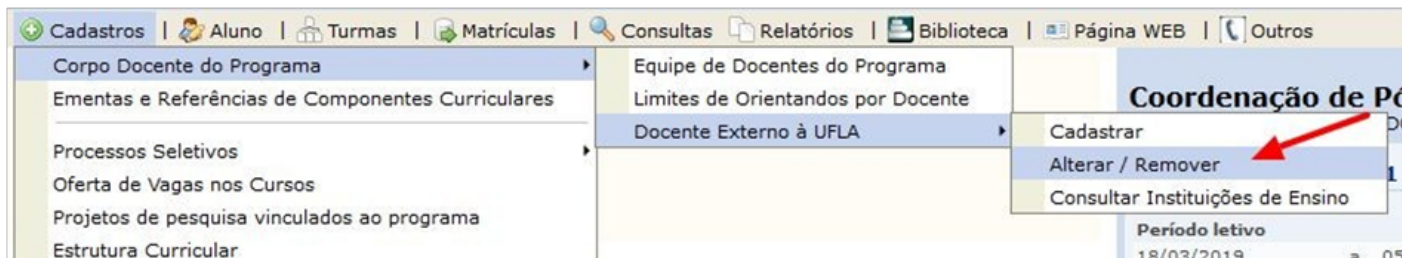 Cadastros | Aluno | Turmas | Matrículas | Consultas Relatórios | Biblioteca | Página WEB | Outros
Corpo Docente do Programa
Ementas e Referências de Componentes Curriculares
Processos Seletivos
Oferta de Vagas nos Cursos
Projetos de pesquisa vinculados ao programa
Estrutura Curricular
Equipe de Docentes do Programa
Limites de Orientandos por Docente
Docente Externo à UFLA
Cadastrar
Alterar / Remover
Consultar Instituições de Ensino
Coordenação de
Período letivo
18/03/2019 a 05